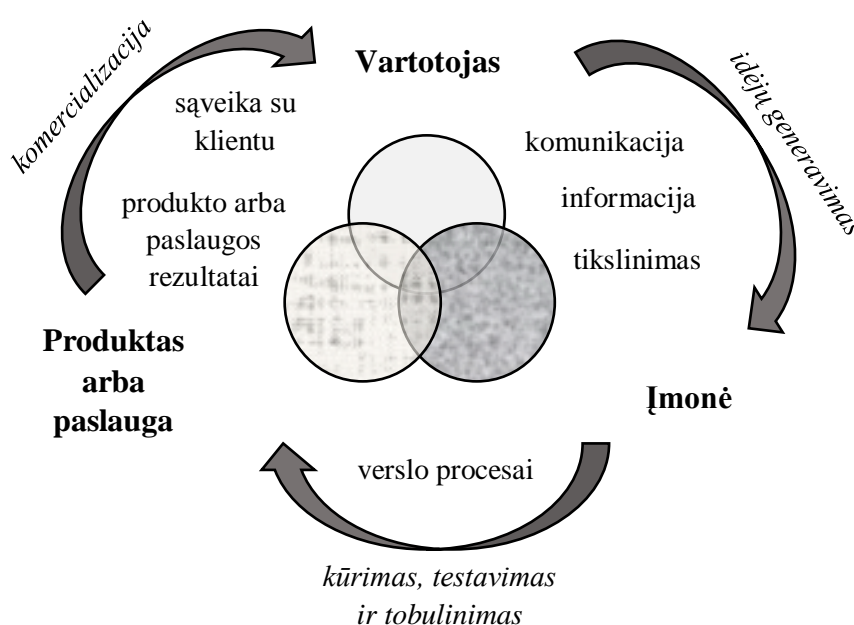 komercializacija
Vartotojas
idėjų generavimas
sąveika su
klientu
komunikacija
informacija
tikslinimas
produkto arba
paslaugos
rezultatai
Produktas
arba
paslauga
Įmonė
verslo procesai
kūrimas, testavimas
ir tobulinimas